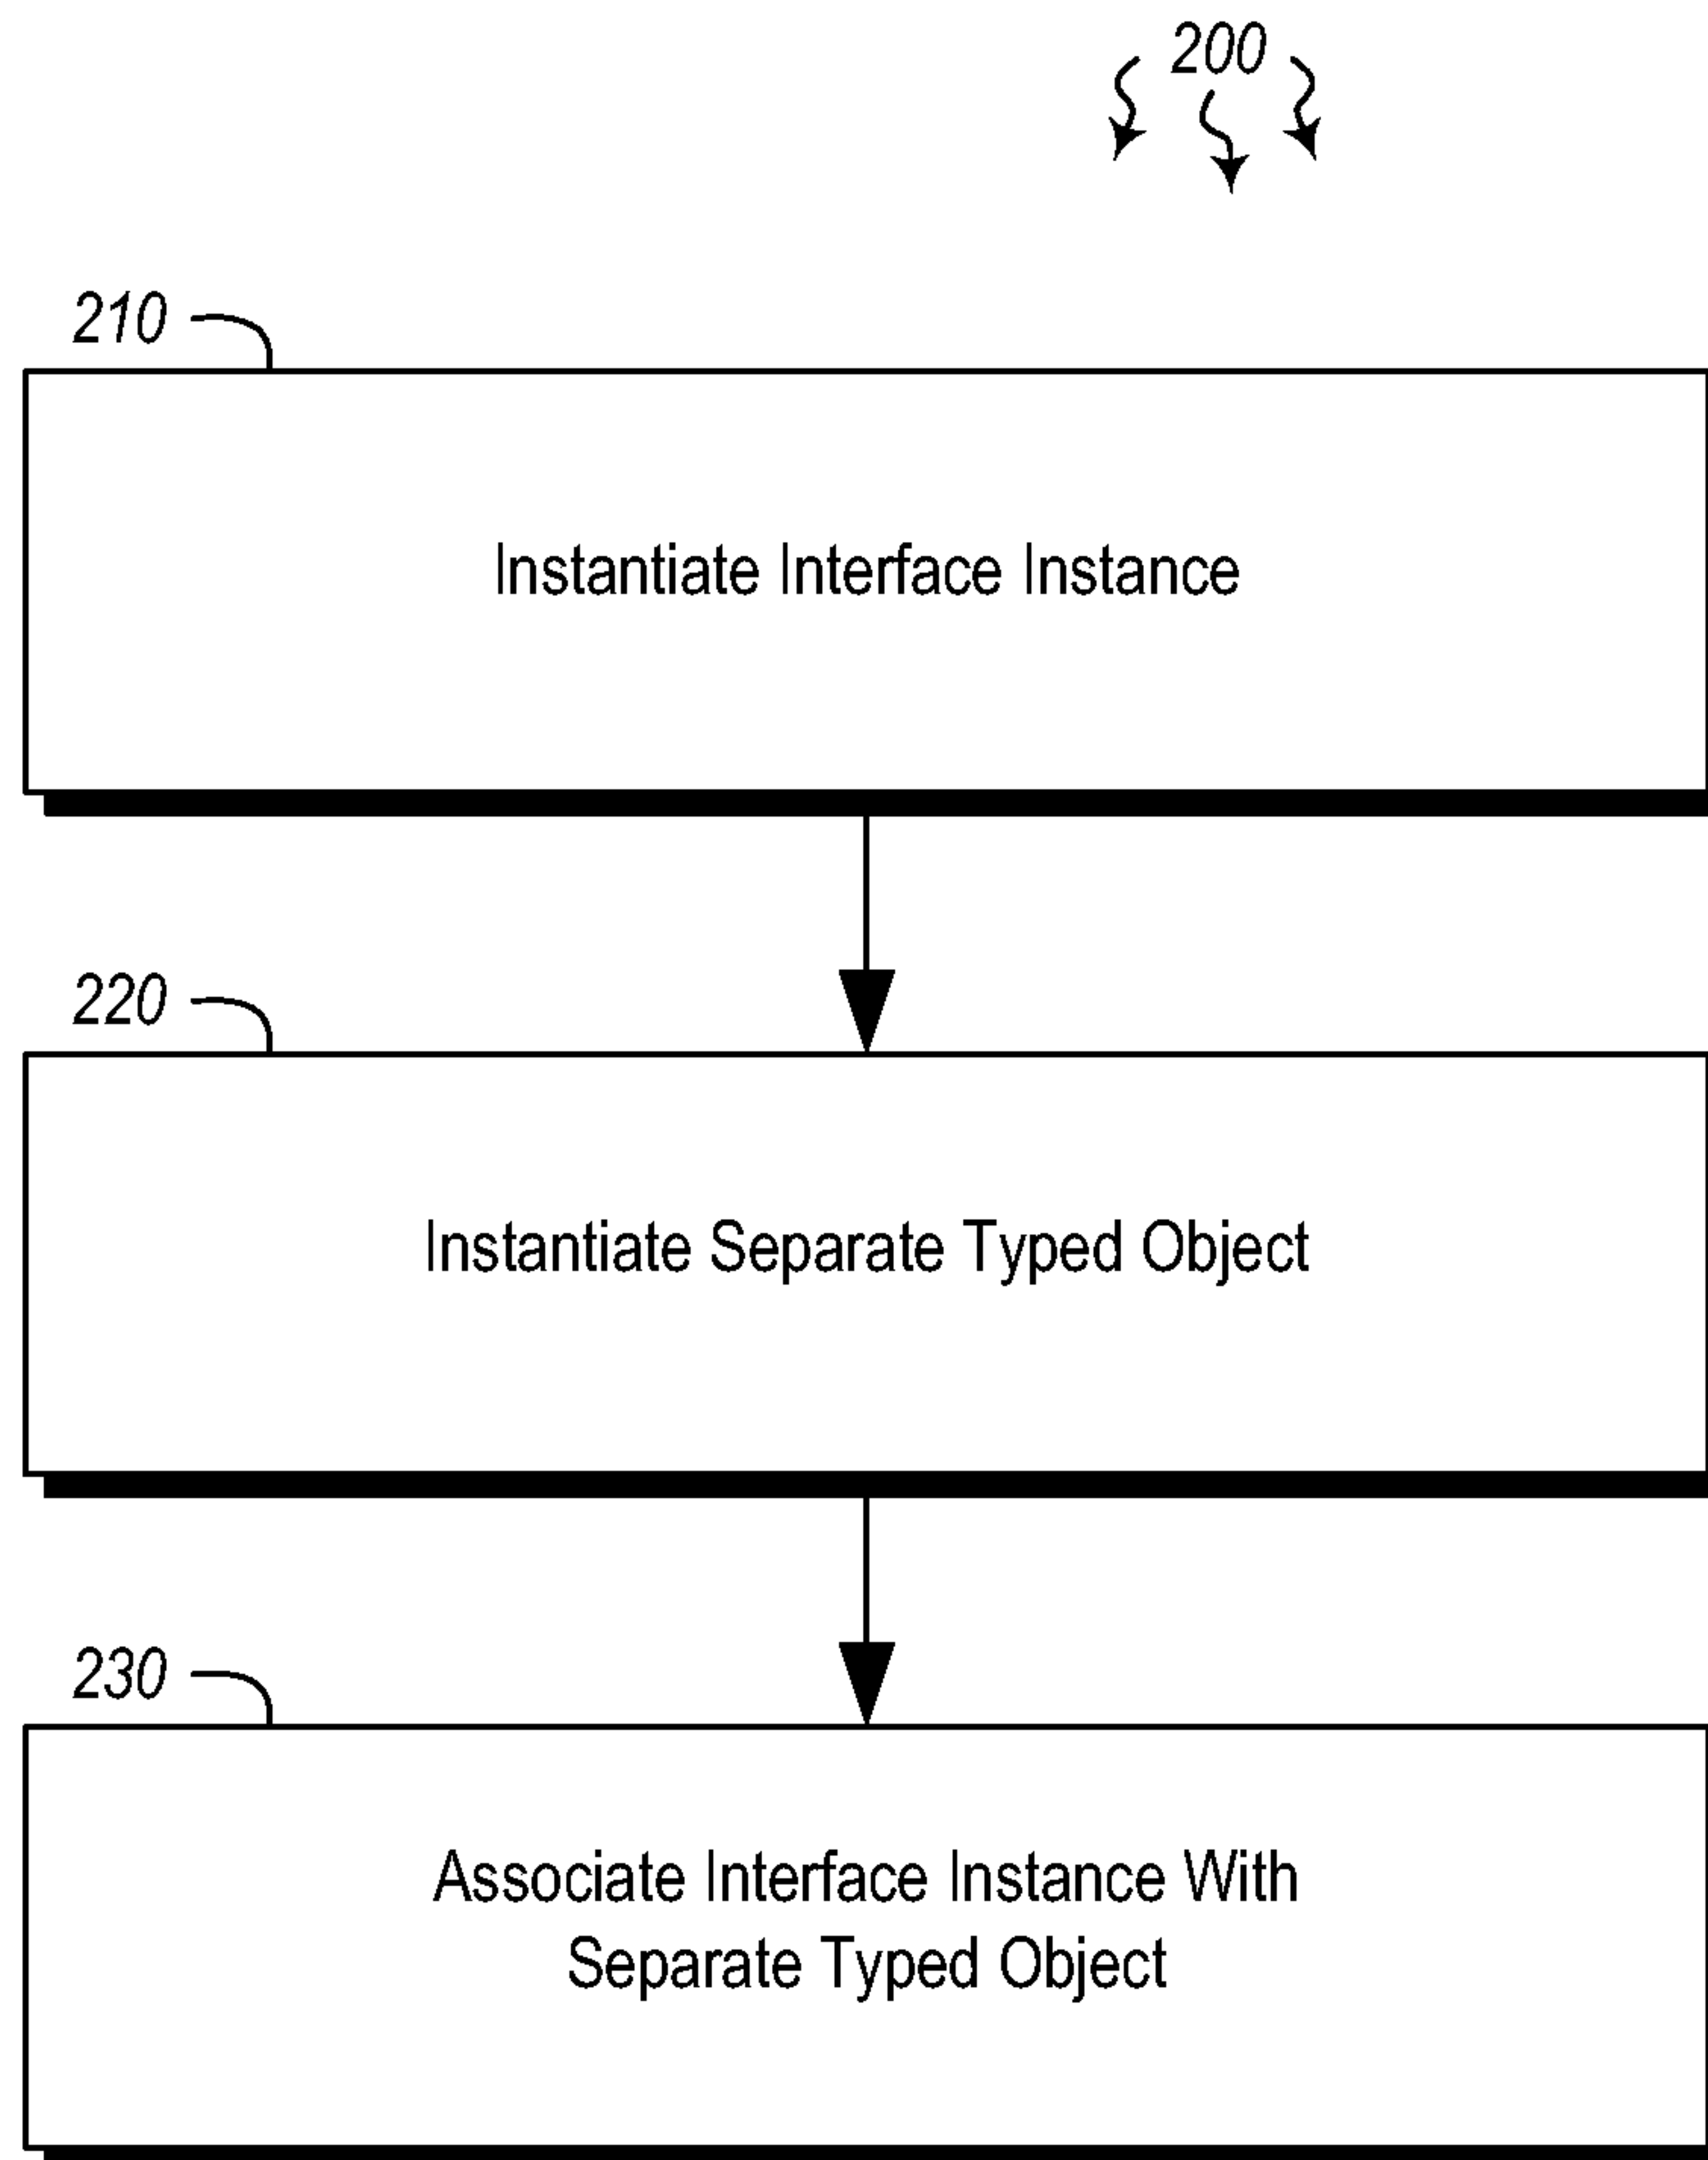 200
210
Instantiate Interface Instance
220
Instantiate Separate Typed Object
230
Associate Interface Instance With
Separate Typed Object